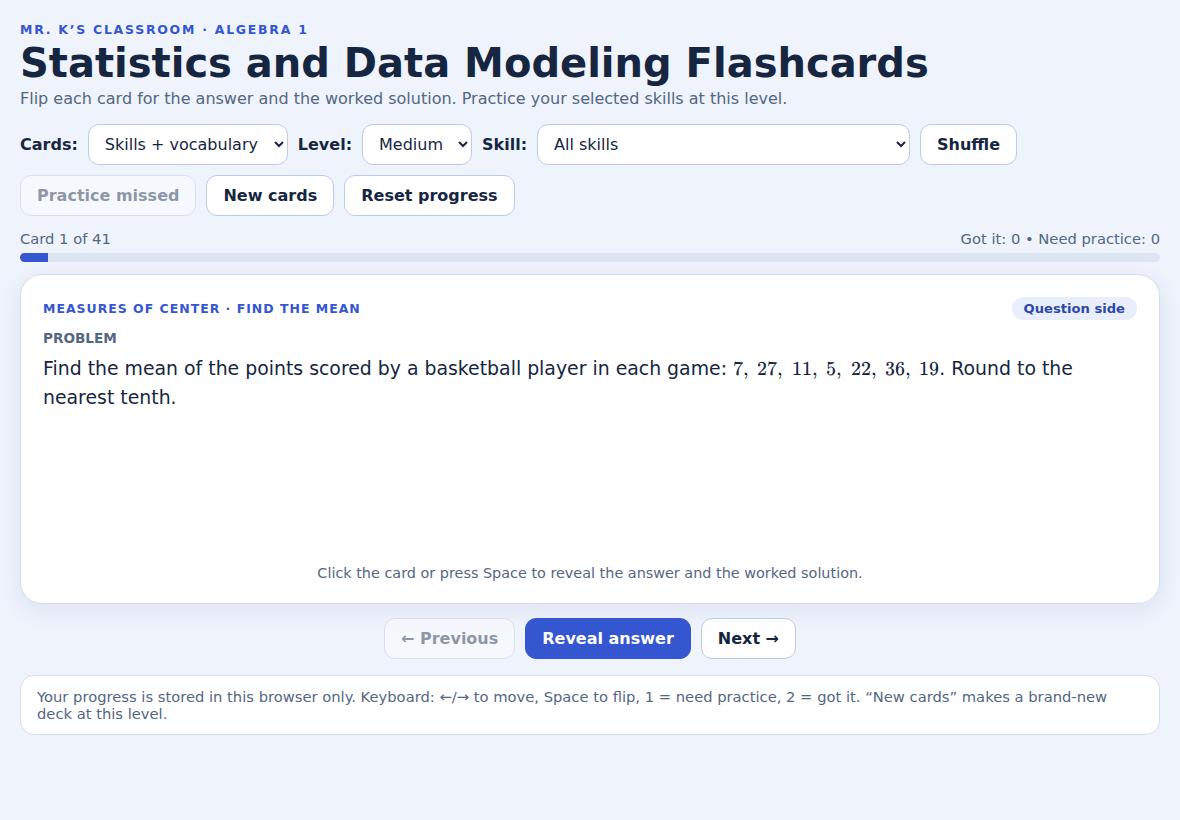 MR. K’S CLASSROOM · ALGEBRA 1
Statistics and Data Modeling Flashcards
Flip each card for the answer and the worked solution. Practice your selected skills at this level.
Cards: Skills + vocabulary Level: Medium Skill: All skills Shuffle
Practice missed New cards Reset progress
Card 1 of 41 Got it: 0 • Need practice: 0
MEASURES OF CENTER · FIND THE MEAN Question side
PROBLEM
Find the mean of the points scored by a basketball player in each game: 7, 27, 11, 5, 22, 36, 19. Round to the
nearest tenth.
Click the card or press Space to reveal the answer and the worked solution.
← Previous Reveal answer Next →
Your progress is stored in this browser only. Keyboard: ←/→ to move, Space to flip, 1 = need practice, 2 = got it. “New cards” makes a brand-new
deck at this level.